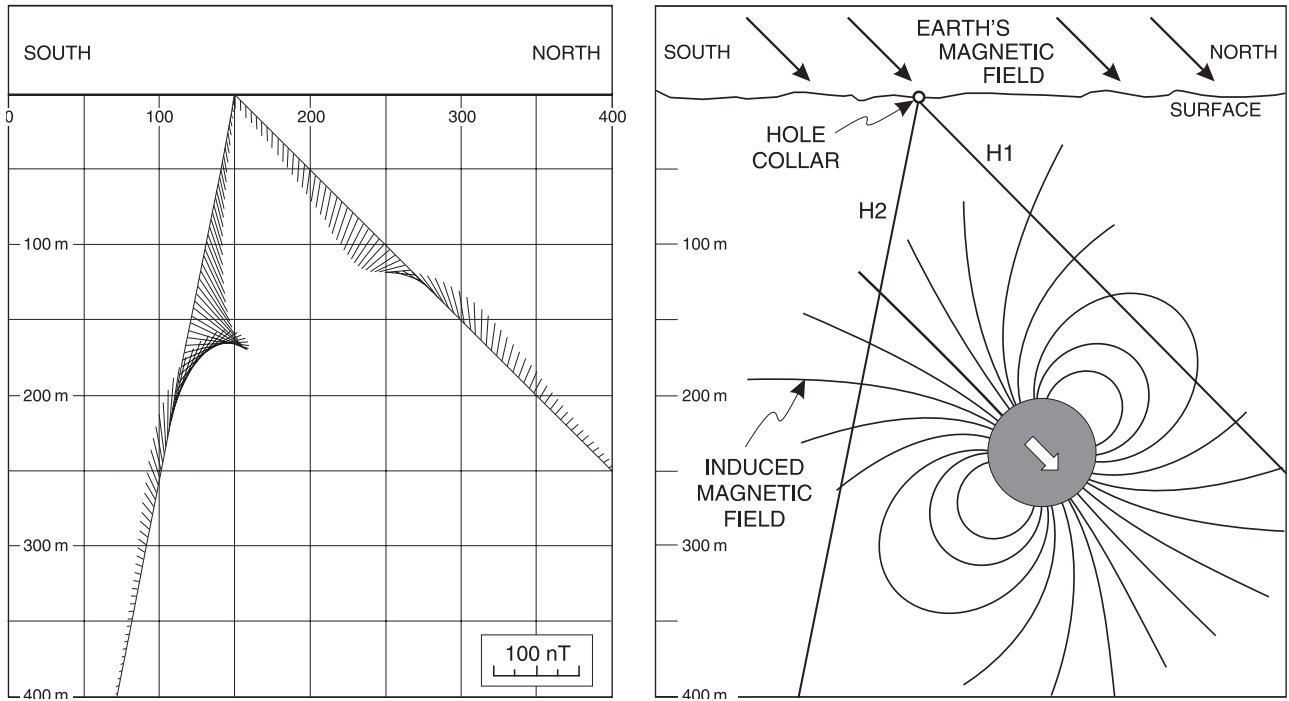 SOUTH
NORTH
0
100
200
300
400
100 m
200 m
300 m
400 m
100 nT
SOUTH
EARTH'S
MAGNETIC
FIELD
NORTH
SURFACE
HOLE
COLLAR
H1
H2
100 m
200 m
INDUCED
MAGNETIC
FIELD
300 m
400 m